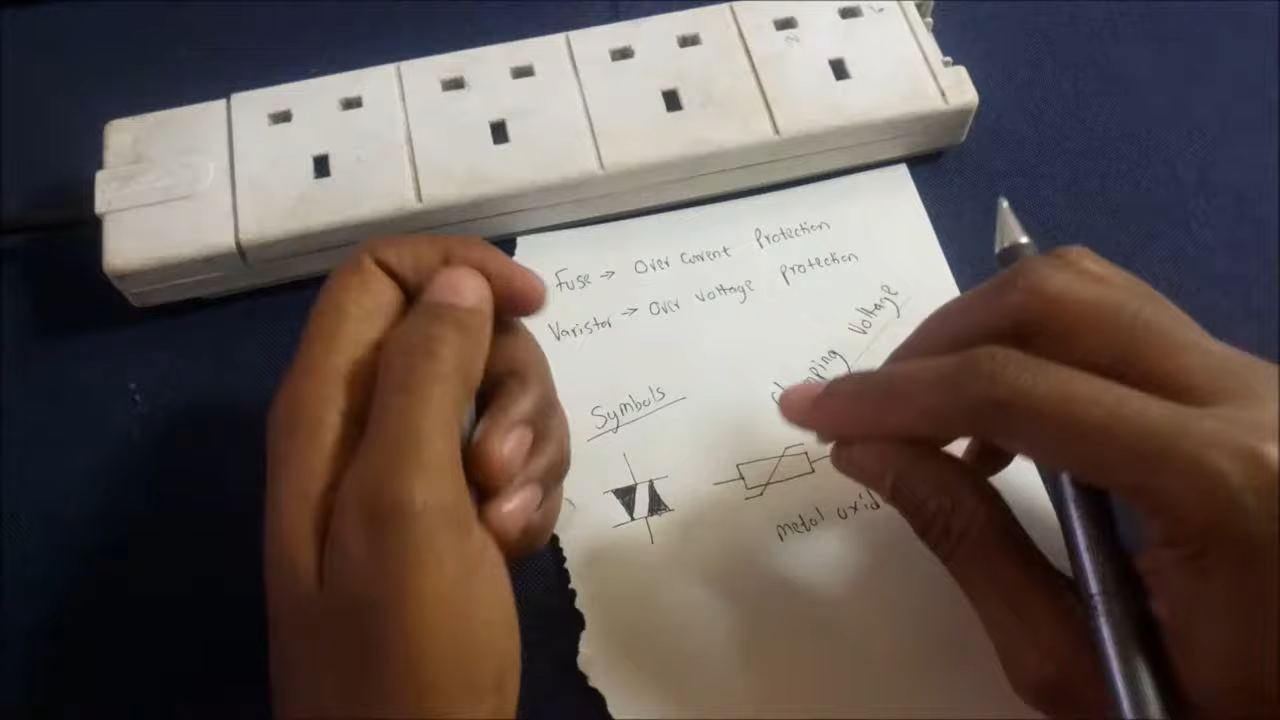 N L
Fuse → Over Current Protection
Varistor → Over Voltage protection
Voltage
Symbols
metal oxid